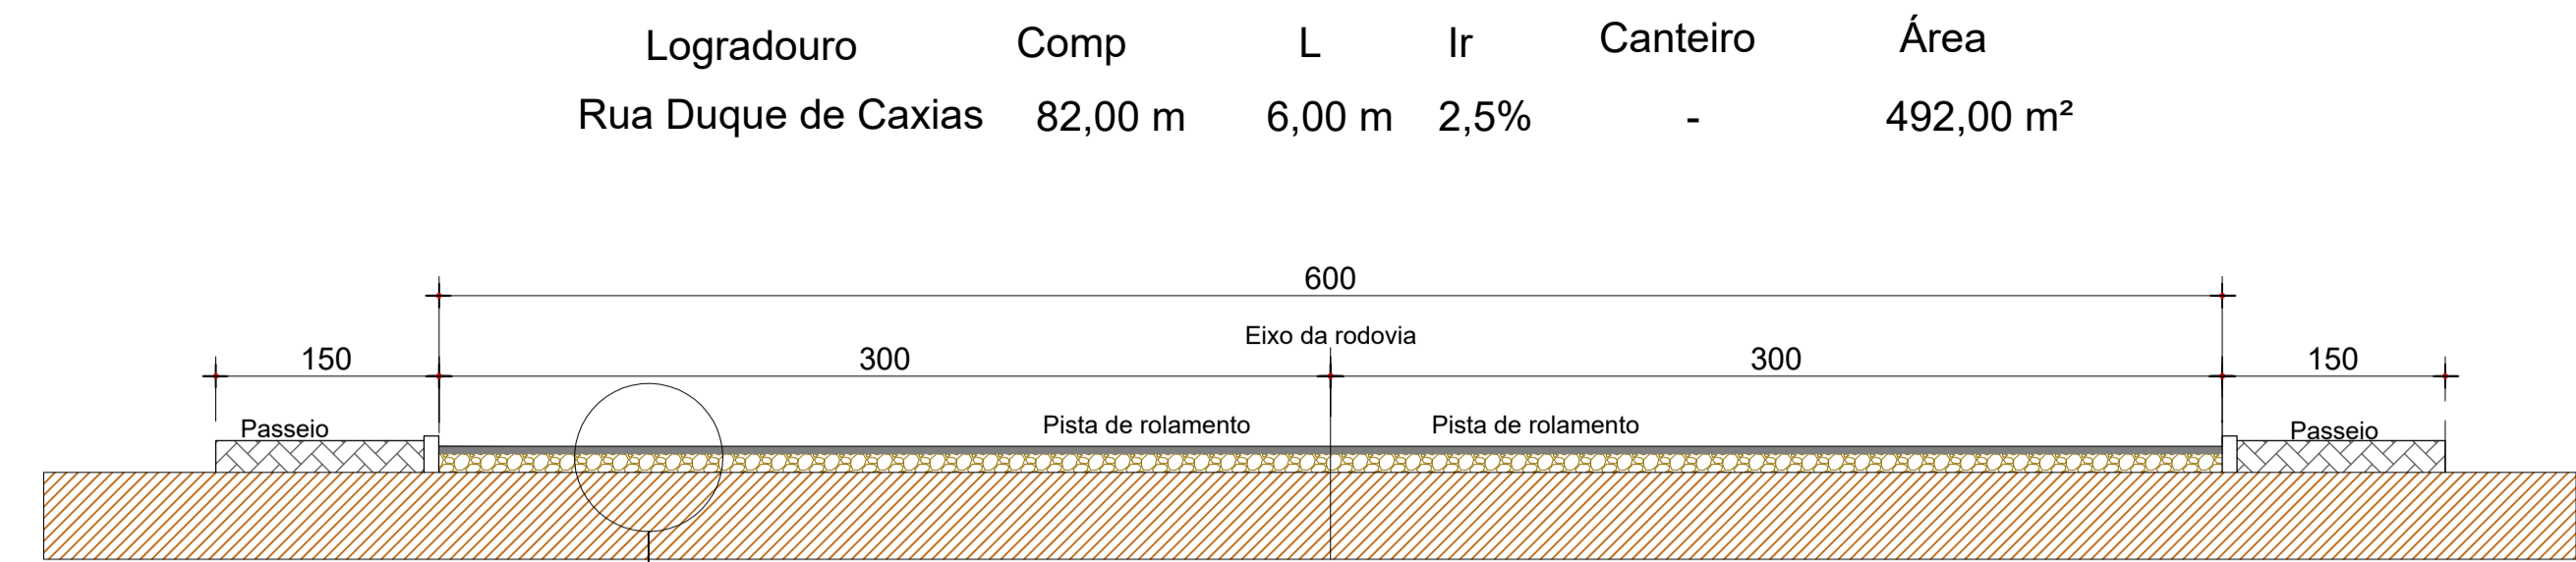 Logradouro Comp L Ir Canteiro Área
Rua Duque de Caxias 82,00 m 6,00 m 2,5% - 492,00 m²
600
Eixo da rodovia
150 300 300 150
Passeio Pista de rolamento Pista de rolamento Passeio